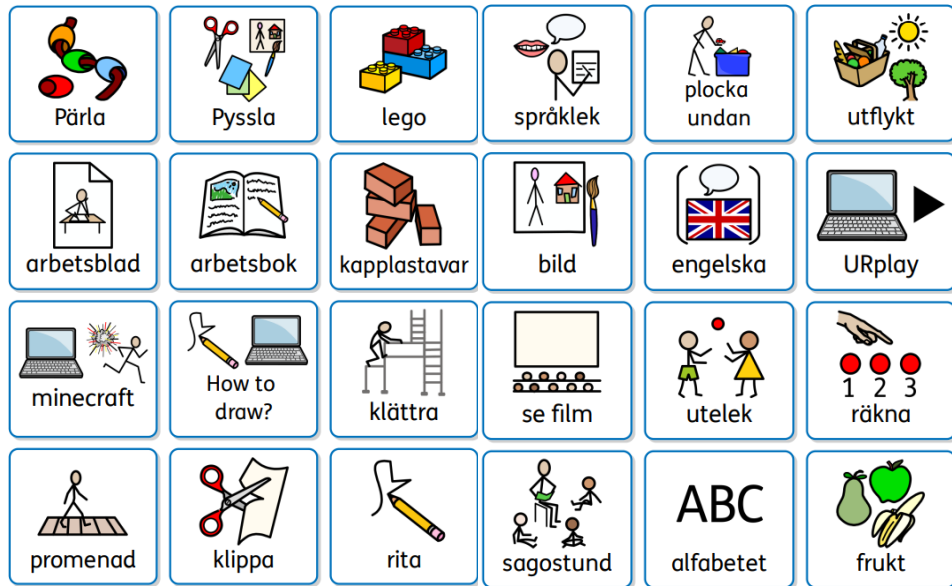 Pärla
Pyssla
lego
språklek
plocka
undan
utflykt
arbetsblad
arbetsbok
kapplastavar
bild
engelska
URplay
minecraft
How to
draw?
klättra
se film
utelek
1 2 3
räkna
promenad
klippa
rita
sagostund
ABC
alfabetet
frukt